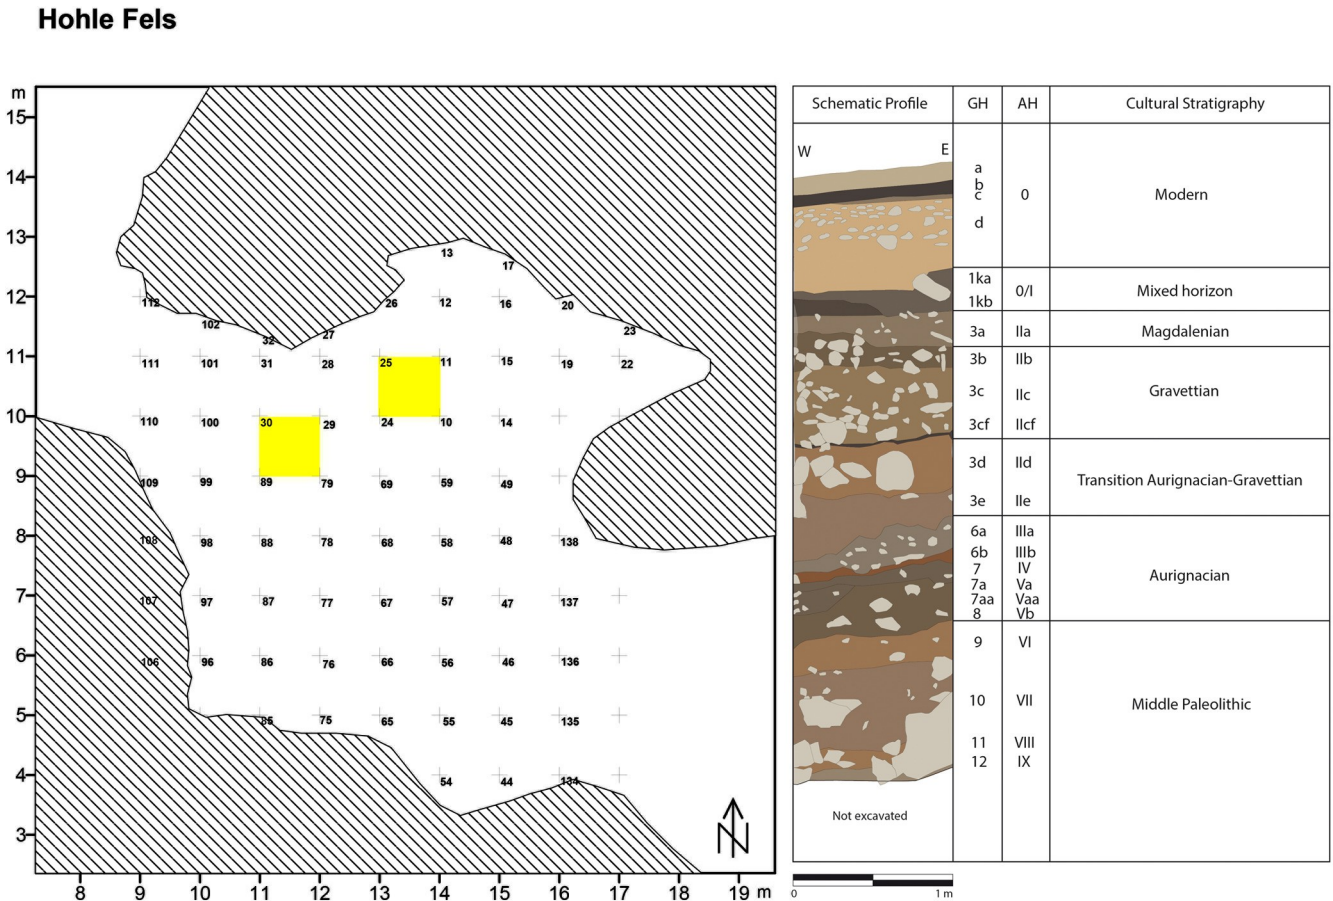 Hohle Fels
m
15
14
13
12
11
10
9
8
7
6
5
4
3
13
17
112 26 12 16 20
102 27 23
32
111 101 31 28 25 11 15 19 22
110 100 30 29 24 10 14
109 99 89 79 69 59 49
108 98 88 78 68 58 48 138
107 97 87 77 67 57 47 137
106 96 86 76 66 56 46 136
85 75 65 55 45 135
54 44 134
N
8 9 10 11 12 13 14 15 16 17 18 19 m
Schematic Profile GH AH Cultural Stratigraphy
W E
a
b
c
d
0
Modern
1ka
1kb
0/I
Mixed horizon
3a IIa Magdalenian
3b IIb
3c IIc
3cf IIcf
Gravettian
3d IId
3e IIe
Transition Aurignacian-Gravettian
6a IIIa
6b IIIb
7 IV
7a Va
7aa Vaa
8 Vb
Aurignacian
9 VI
10 VII
11 VIII
12 IX
Middle Paleolithic
Not excavated
0 1 m